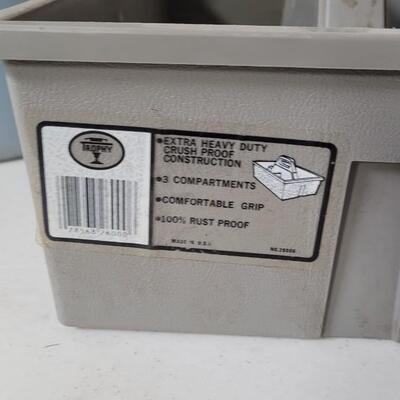 TROPHY
•EXTRA HEAVY DUTY
CRUSH PROOF
CONSTRUCTION
•3 COMPARTMENTS
•COMFORTABLE GRIP
•100% RUST PROOF
MADE IN U.S.A.